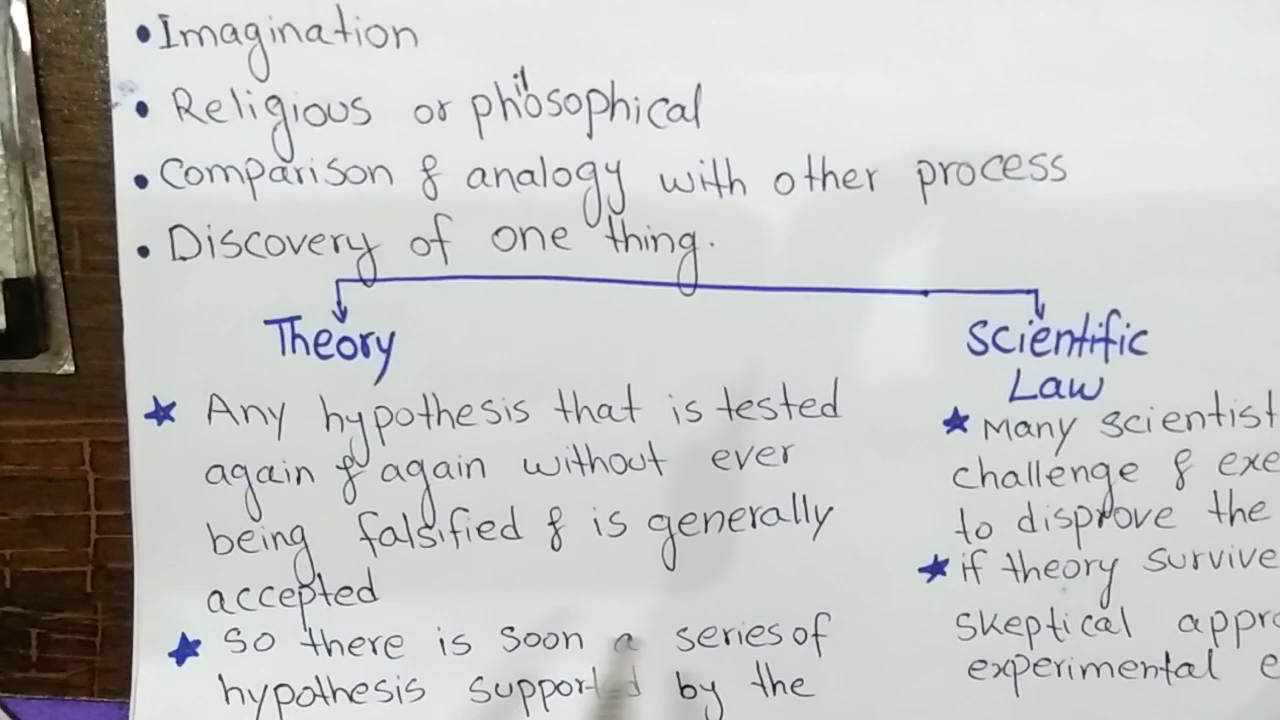 •Imagination
• Religious or philosophical
•Comparison & analogy with other process
• Discovery of one thing.
Theory
★ Any hypothesis that is tested
again & again without ever
being falsified & is generally
accepted
★ So there is soon a series of
hypothesis supported by the
Scientific
Law
★ Many scientist
challenge & exe
to disprove the
★ if theory survive
skeptical appro
experimental e